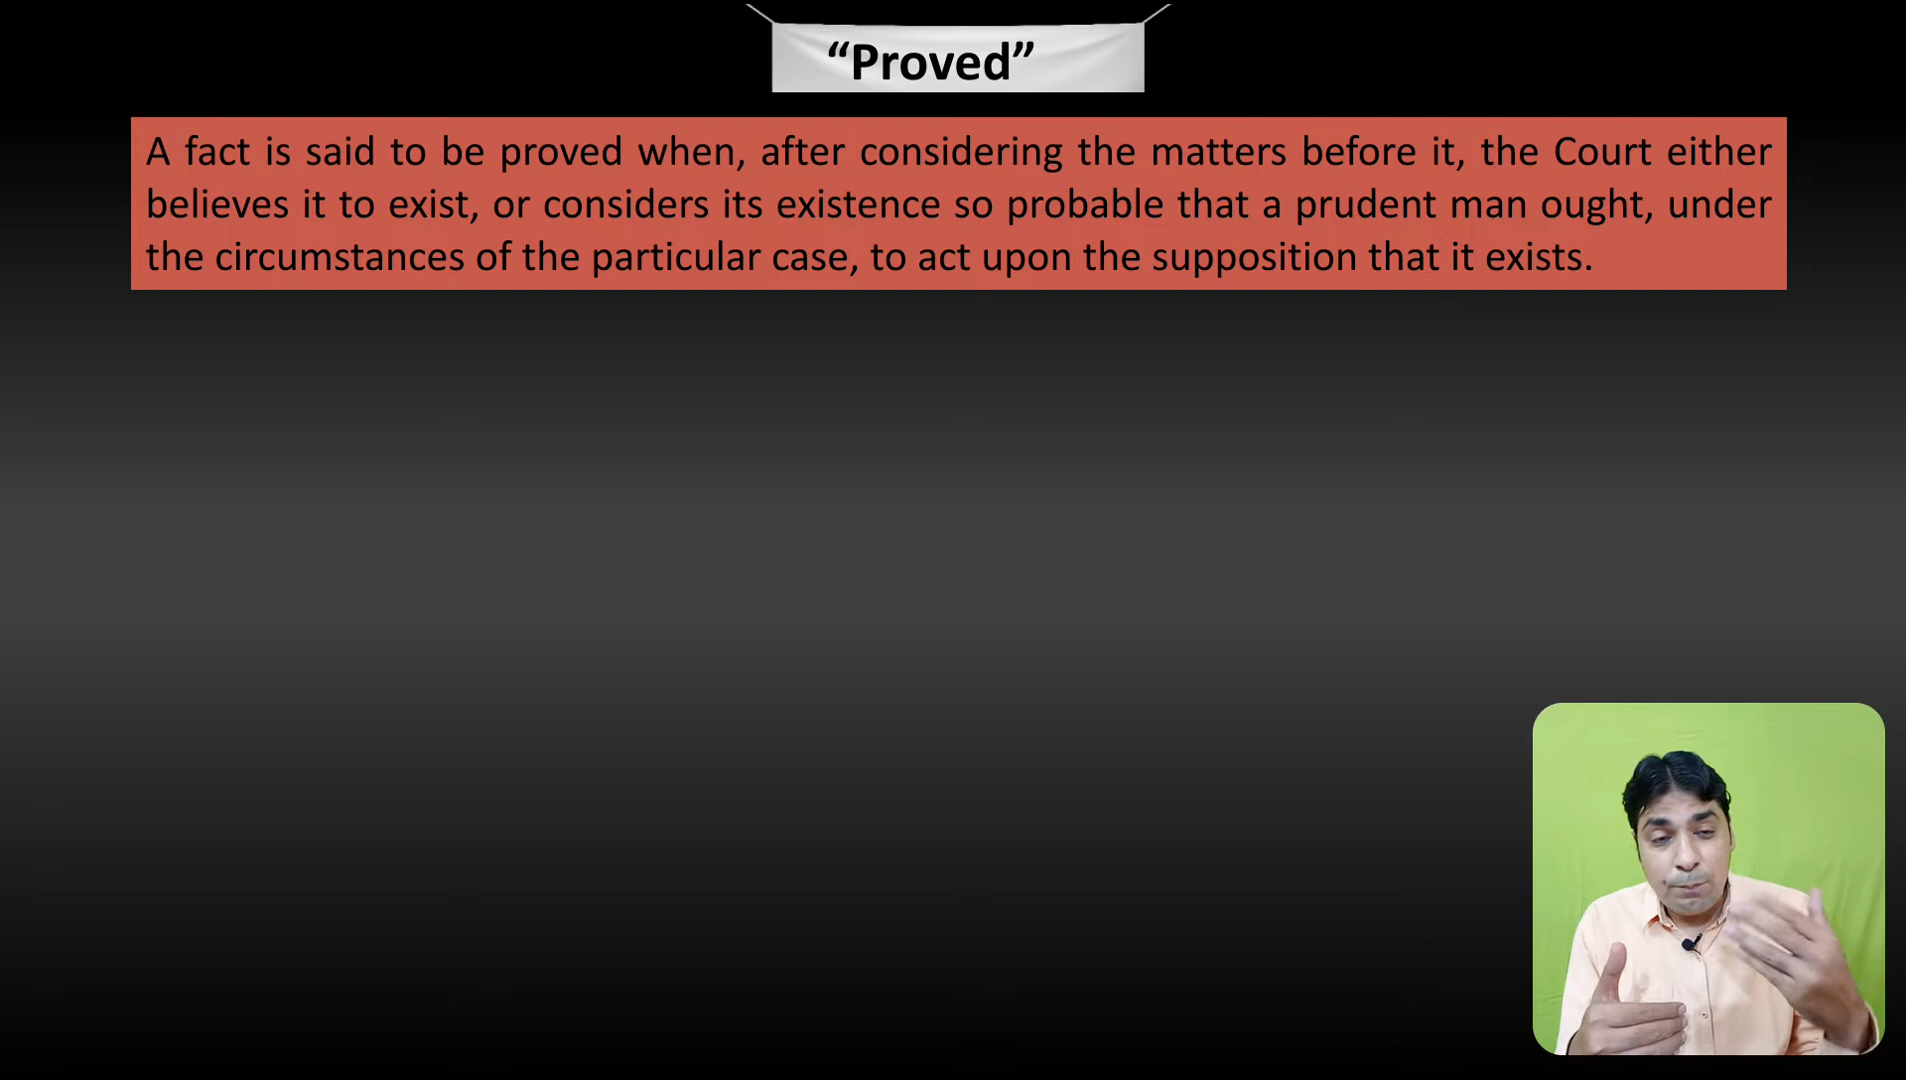 “Proved”
A fact is said to be proved when, after considering the matters before it, the Court either
believes it to exist, or considers its existence so probable that a prudent man ought, under
the circumstances of the particular case, to act upon the supposition that it exists.